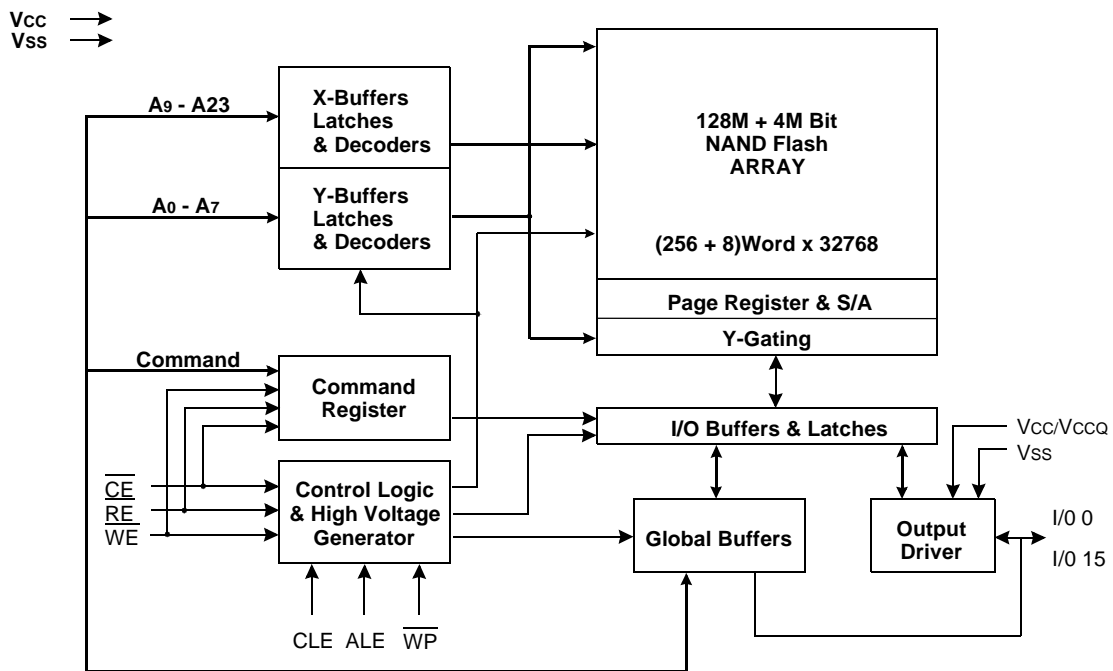 VCC
VSS
A9 - A23
X-Buffers
Latches
& Decoders
A0 - A7
Y-Buffers
Latches
& Decoders
128M + 4M Bit
NAND Flash
ARRAY
(256 + 8)Word x 32768
Page Register & S/A
Y-Gating
Command
Command
Register
I/O Buffers & Latches
VCC/VCCQ
VSS
CE
RE
WE
Control Logic
& High Voltage
Generator
Global Buffers
Output
Driver
I/0 0
I/0 15
CLE
ALE
WP